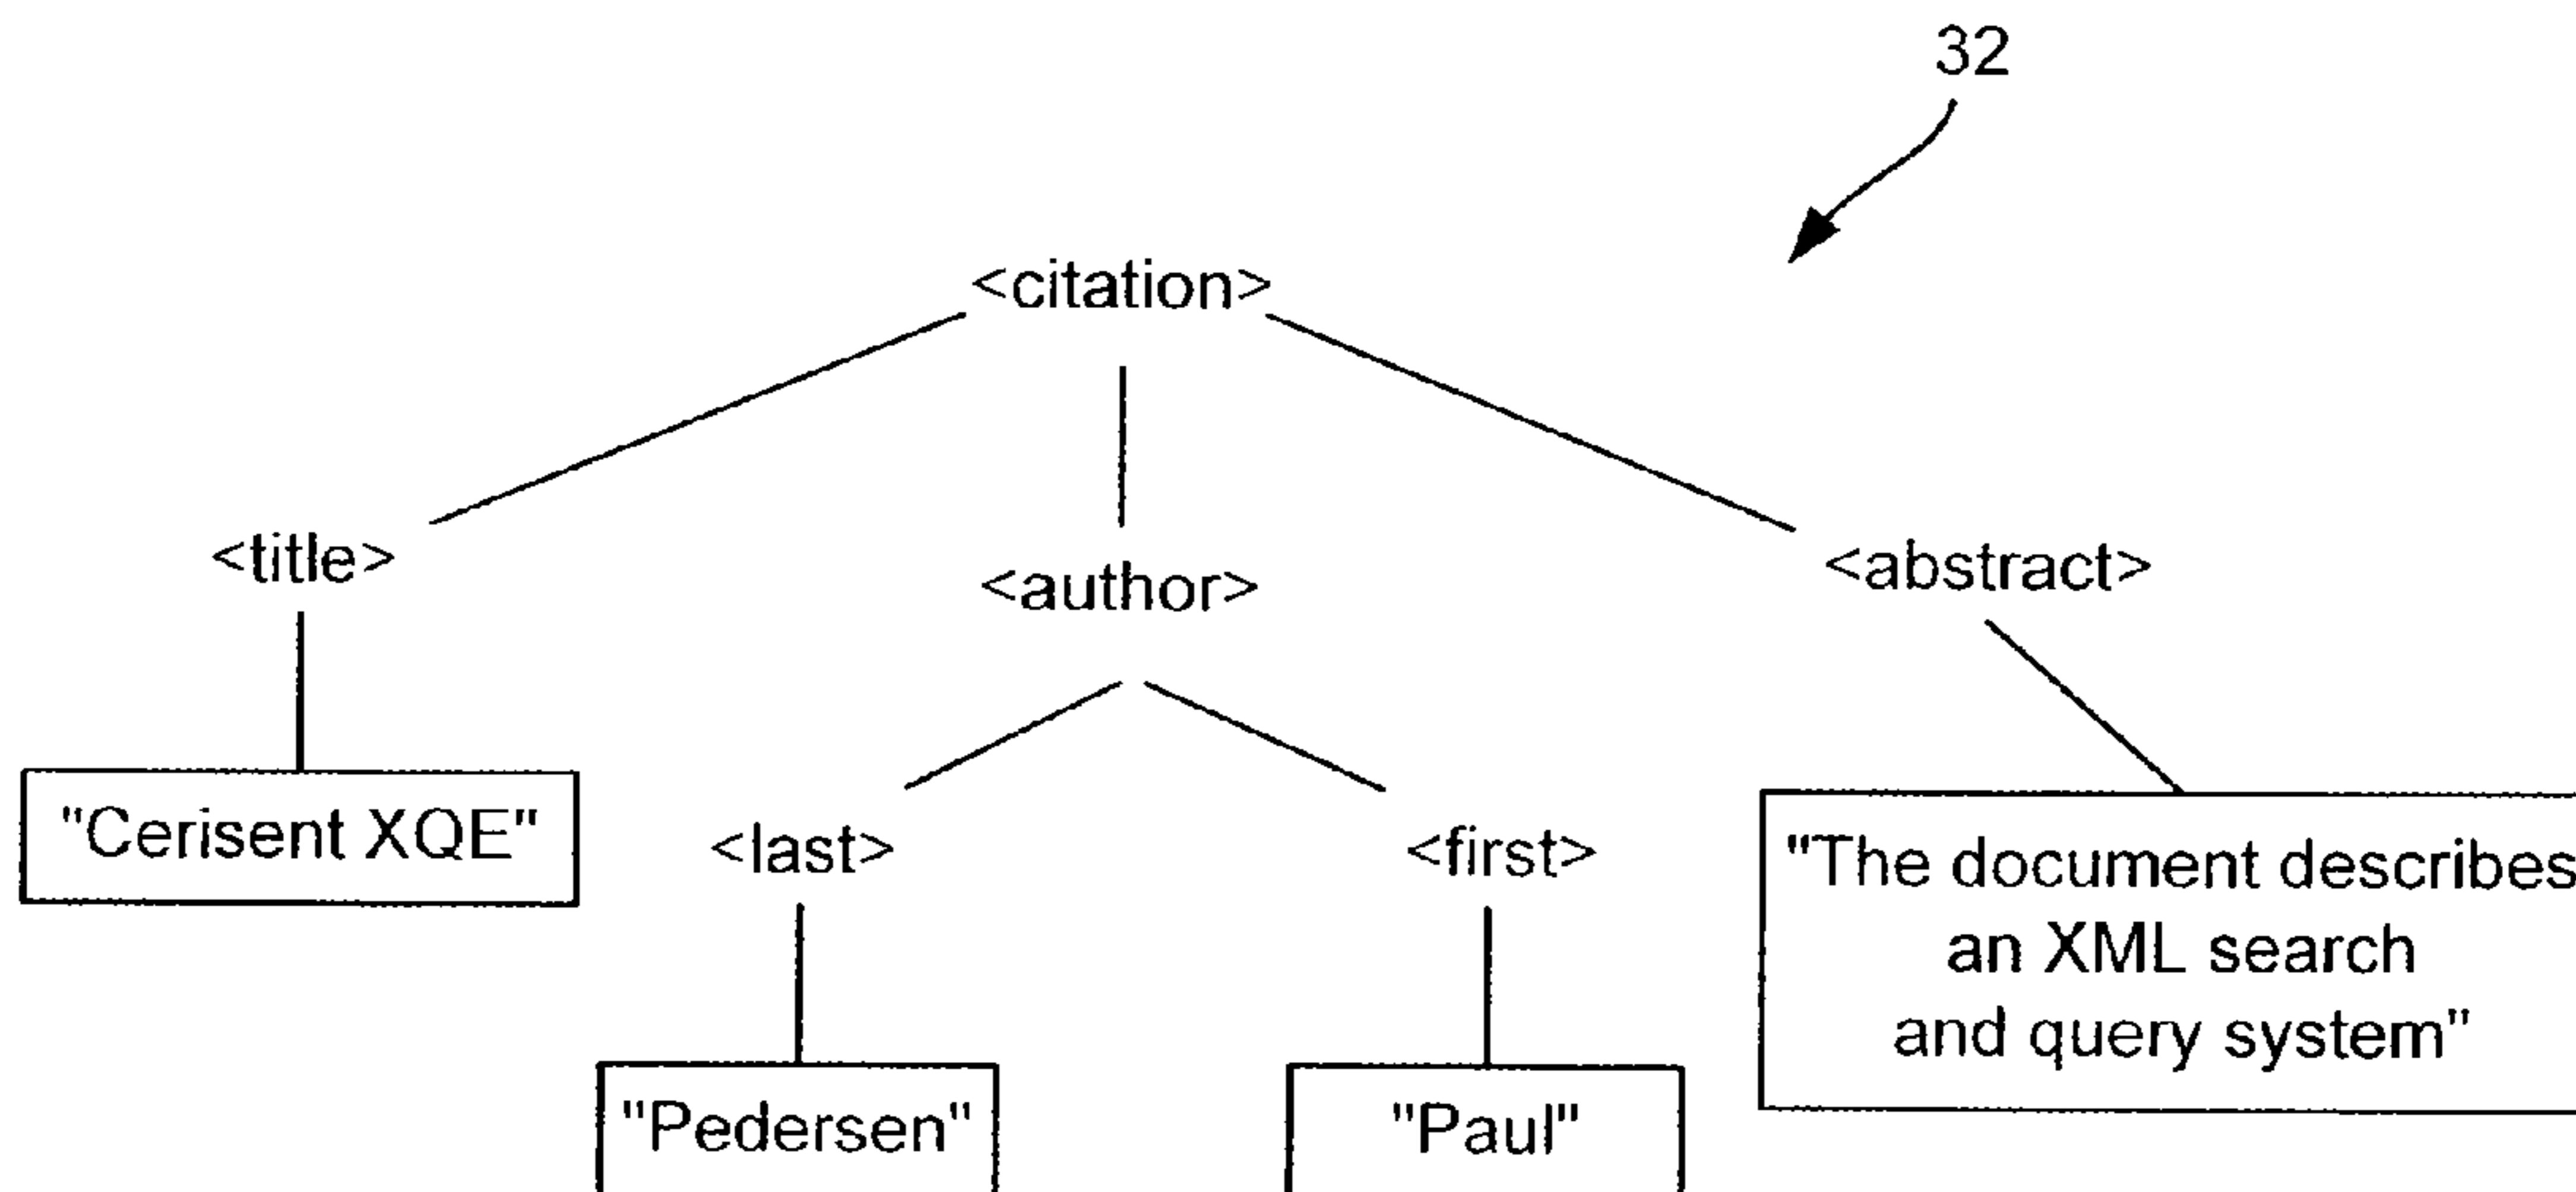 32
<citation>
<title>
<author>
<abstract>
"Cerisent XQE"
<last>
<first>
"The document describes
an XML search
and query system"
"Pedersen"
"Paul"